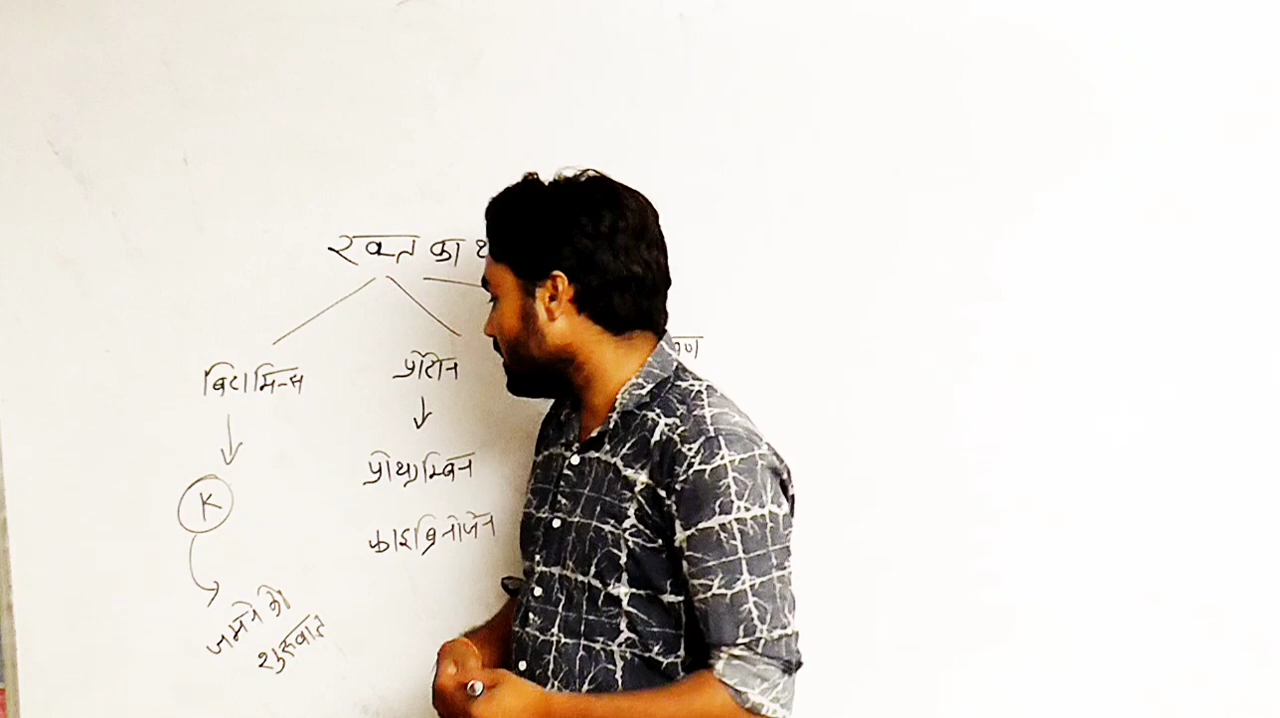 रक्त का
विटामिन्स
प्रोटीन
K
प्रोथ्राम्बिन
फाइब्रिनोजेन
जमने की
शुरूवात